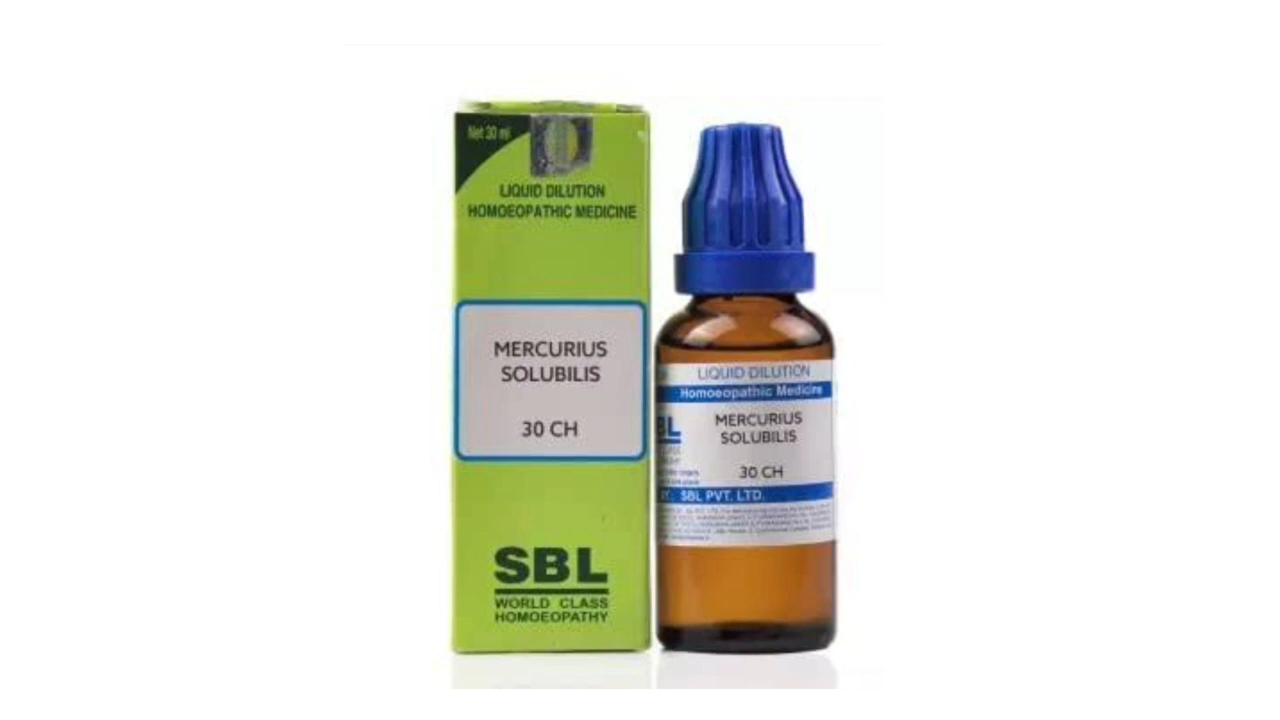 Net 30 ml
LIQUID DILUTION
HOMOEOPATHIC MEDICINE
MERCURIUS
SOLUBILIS
30 CH
SBL
WORLD CLASS
HOMOEOPATHY
LIQUID DILUTION
Homoeopathic Medicine
BL
MERCURIUS
SOLUBILIS
30 CH
SBL PVT. LTD.